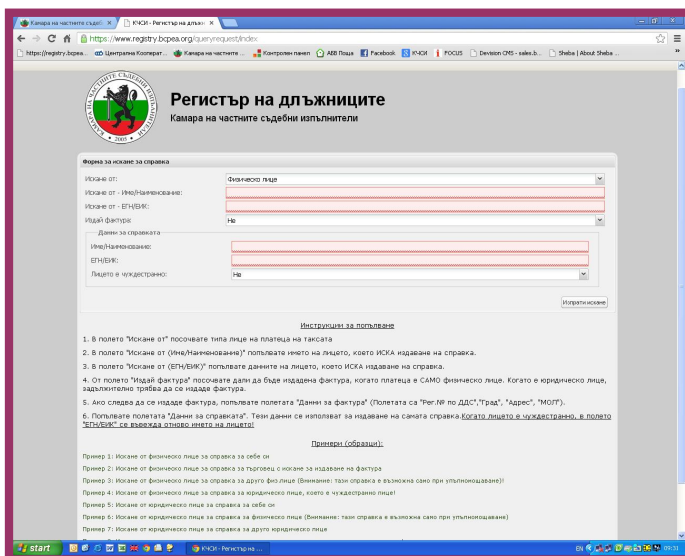 Камара на частните съдеб
КЧСИ - Регистър на длъжн
https://www.registry.bcpea.org/queryrequest/index
https://registry.bcpea...
Централна Кооперат...
Камара на частните ...
Контролен панел
АБВ Поща
Facebook
КЧСИ
FOCUS
Devision CMS - sales.b...
Sheba | About Sheba ...
КАМАРА НА ЧАСТНИТЕ СЪДЕБНИ ИЗПЪЛНИТЕЛИ
• 2005 •
Регистър на длъжниците
Камара на частните съдебни изпълнители
Форма за искане за справка
Искане от:
Физическо лице
Искане от - Име/Наименование:
Искане от - ЕГН/ЕИК:
Издай фактура:
Не
Данни за справката
Име/Наименование:
ЕГН/ЕИК:
Лицето е чуждестранно:
Не
Изпрати искане
Инструкции за попълване
1. В полето "Искане от" посочвате типа лице на платеца на таксата
2. В полето "Искане от (Име/Наименование)" попълвате името на лицето, което ИСКА издаване на справка.
3. В полето "Искане от (ЕГН/ЕИК)" попълвате данните на лицето, което ИСКА издаване на справка.
4. От полето "Издай фактура" посочвате дали да бъде издадена фактура, когато платеца е САМО физическо лице. Когато е юридическо лице,
задължително трябва да се издаде фактура.
5. Ако следва да се издаде фактура, попълвате полетата "Данни за фактура" (Полетата са "Рег.№ по ДДС","Град", "Адрес", "МОЛ").
6. Попълвате полетата "Данни за справката". Тези данни се използват за издаване на самата справка.Когато лицето е чуждестранно, в полето
"ЕГН/ЕИК" се въвежда отново името на лицето!
Примери (образци):
Пример 1: Искане от физическо лице за справка за себе си
Пример 2: Искане от физическо лице за справка за търговец с искане за издаване на фактура
Пример 3: Искане от физическо лице за справка за друго физ.лице (Внимание: тази справка е възможна само при упълномощаване)!
Пример 4: Искане от физическо лице за справка за юридическо лице, което е чуждестранно лице!
Пример 5: Искане от юридическо лице за справка за себе си
Пример 6: Искане от юридическо лице за справка за физическо лице (Внимание: тази справка е възможна само при упълномощаване)
Пример 7: Искане от юридическо лице за справка за друго юридическо лице
start
КЧСИ - Регистър на ...
EN
09:31